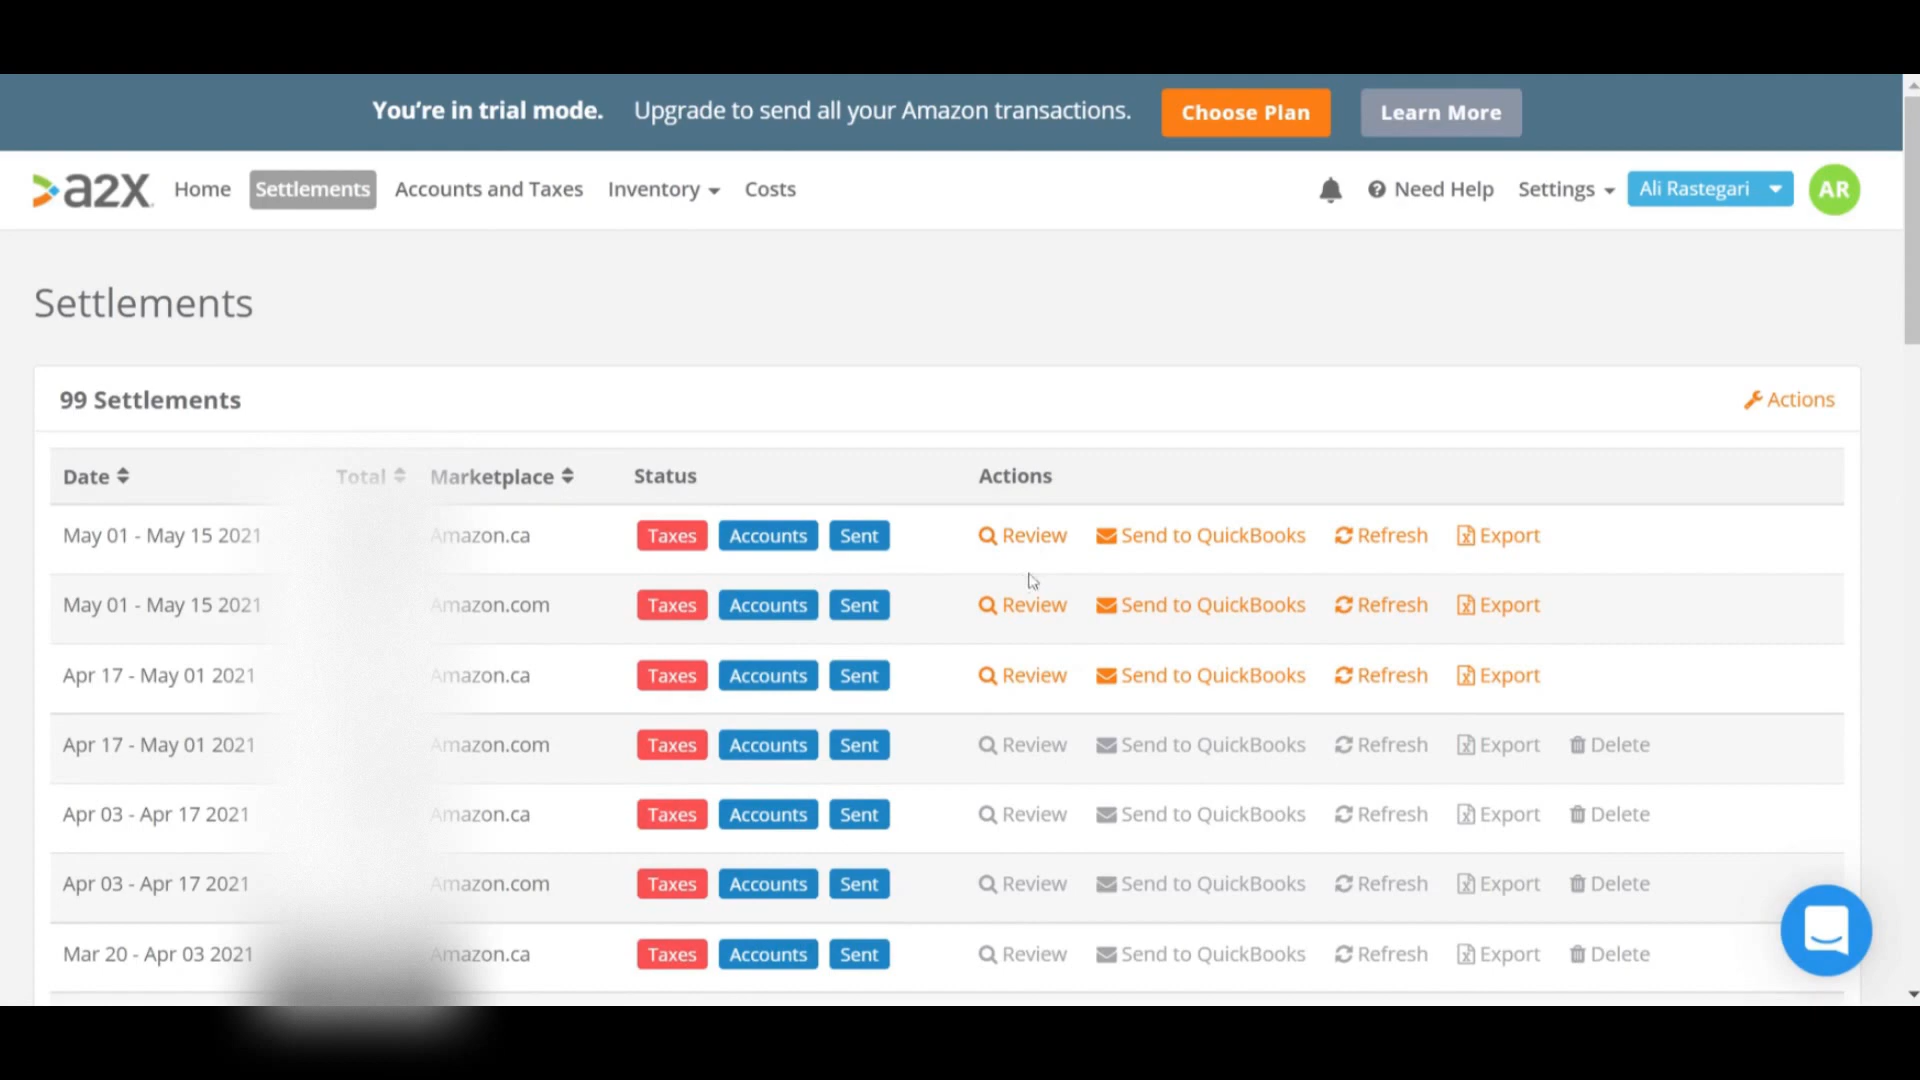 You're in trial mode. Upgrade to send all your Amazon transactions. Choose Plan Learn More
a2x Home Settlements Accounts and Taxes Inventory Costs Need Help Settings Ali Rastegari AR
Settlements
99 Settlements Actions
Date Total Marketplace Status Actions
May 01 - May 15 2021 Amazon.ca Taxes Accounts Sent Review Send to QuickBooks Refresh Export
May 01 - May 15 2021 Amazon.com Taxes Accounts Sent Review Send to QuickBooks Refresh Export
Apr 17 - May 01 2021 Amazon.ca Taxes Accounts Sent Review Send to QuickBooks Refresh Export
Apr 17 - May 01 2021 Amazon.com Taxes Accounts Sent Review Send to QuickBooks Refresh Export Delete
Apr 03 - Apr 17 2021 Amazon.ca Taxes Accounts Sent Review Send to QuickBooks Refresh Export Delete
Apr 03 - Apr 17 2021 Amazon.com Taxes Accounts Sent Review Send to QuickBooks Refresh Export Delete
Mar 20 - Apr 03 2021 Amazon.ca Taxes Accounts Sent Review Send to QuickBooks Refresh Export Delete